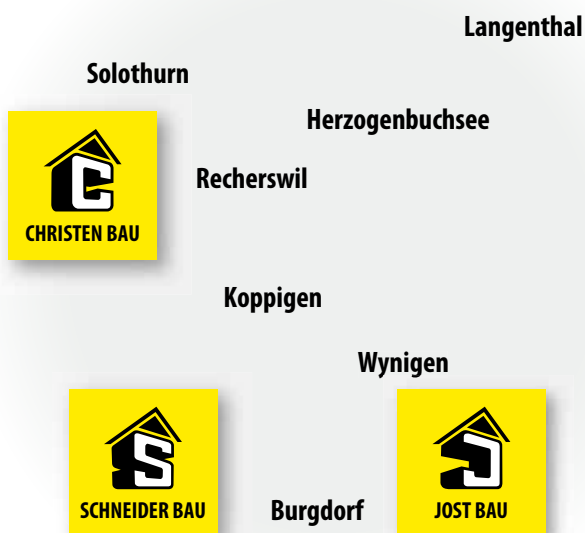 Langenthal
Solothurn
Herzogenbuchsee
Recherswil
C
CHRISTEN BAU
Koppigen
Wynigen
S
SCHNEIDER BAU
Burgdorf
J
JOST BAU